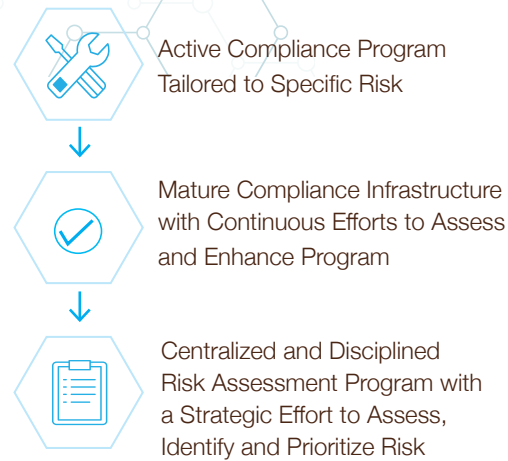 Active Compliance Program
Tailored to Specific Risk
Mature Compliance Infrastructure
with Continuous Efforts to Assess
and Enhance Program
Centralized and Disciplined
Risk Assessment Program with
a Strategic Effort to Assess,
Identify and Prioritize Risk